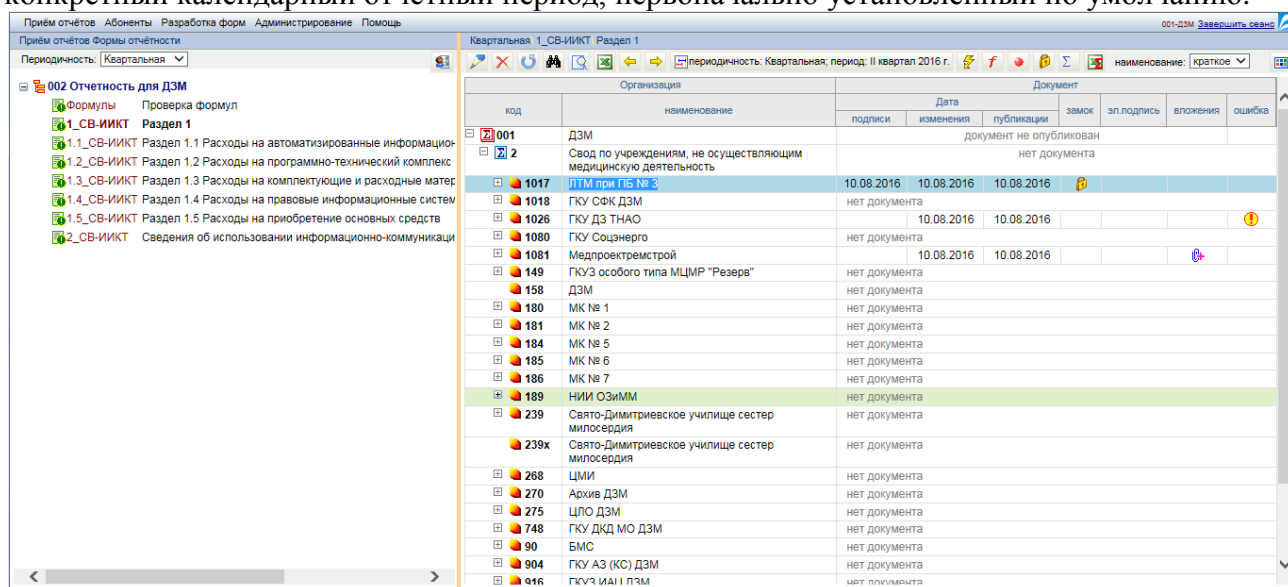 конкретный календарный отчетный период, первоначально установленный по умолчанию.
Приём отчётов Абоненты Разработка форм Администрирование Помощь
001-ДЗМ Завершить сеанс
Приём отчётов Формы отчётности
Квартальная 1_СВ-ИИКТ Раздел 1
Периодичность: Квартальная
периодичность: Квартальная; период: II квартал 2016 г.
наименование: краткое
002 Отчетность для ДЗМ
Формулы Проверка формул
1_СВ-ИИКТ Раздел 1
1.1_СВ-ИИКТ Раздел 1.1 Расходы на автоматизированные информацион
1.2_СВ-ИИКТ Раздел 1.2 Расходы на программно-технический комплекс
1.3_СВ-ИИКТ Раздел 1.3 Расходы на комплектующие и расходные матер
1.4_СВ-ИИКТ Раздел 1.4 Расходы на правовые информационные систем
1.5_СВ-ИИКТ Раздел 1.5 Расходы на приобретение основных средств
2_СВ-ИИКТ Сведения об использовании информационно-коммуникаци
Организация Документ
код наименование Дата замок эл.подпись вложения ошибка
подписи изменения публикации
001 ДЗМ документ не опубликован
2 Свод по учреждениям, не осуществляющим нет документа
медицинскую деятельность
1017 ЛТМ при ПБ № 3 10.08.2016 10.08.2016 10.08.2016
1018 ГКУ СФК ДЗМ нет документа
1026 ГКУ ДЗ ТНАО 10.08.2016 10.08.2016
1080 ГКУ Соцэнерго нет документа
1081 Медпроектремстрой 10.08.2016 10.08.2016
149 ГКУЗ особого типа МЦМР "Резерв" нет документа
158 ДЗМ нет документа
180 МК № 1 нет документа
181 МК № 2 нет документа
184 МК № 5 нет документа
185 МК № 6 нет документа
186 МК № 7 нет документа
189 НИИ ОЗиММ нет документа
239 Свято-Димитриевское училище сестер нет документа
милосердия
239х Свято-Димитриевское училище сестер нет документа
милосердия
268 ЦМИ нет документа
270 Архив ДЗМ нет документа
275 ЦЛО ДЗМ нет документа
748 ГКУ ДКД МО ДЗМ нет документа
90 БМС нет документа
904 ГКУ АЗ (КС) ДЗМ нет документа
916 ГКУЗ ИАЦ ДЗМ нет документа